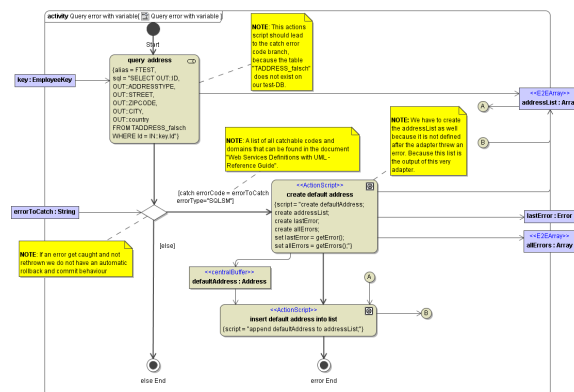 activity Query error with variable[ Query error with variable ]
Start
NOTE: This actions
script should lead
to the catch error
code branch,
because the table
"TADDRESS_falsch"
does not exist on
our test-DB.
query address
{alias = FTEST,
sql = "SELECT OUT::ID,
OUT::ADDRESSTYPE,
OUT::STREET,
OUT::ZIPCODE,
OUT::CITY,
OUT::country
FROM TADDRESS_falsch
WHERE Id = IN::key.Id"}
key : EmployeeKey
<<E2EArray>>
addressList : Array
A
B
NOTE: We have to create
the addressList as well
because it is not defined
after the adapter threw an
error. Because this list is
the output of this very
adapter.
NOTE: A list of all catchable codes and
domains that can be found in the document
"Web Services Definitions with UML -
Reference Guide".
[catch errorCode = errorToCatch
errorType="SQLSM"]
errorToCatch : String
[else]
<<ActionScript>>
create default address
{script = "create defaultAddress;
create addressList;
create lastError;
create allErrors;
set lastError = getError();
set allErrors = getErrors();"}
lastError : Error
<<E2EArray>>
allErrors : Array
NOTE: If an error get caught and not
rethrown we do not have an automatic
rollback and commit behaviour
<<centralBuffer>>
defaultAddress : Address
A
<<ActionScript>>
insert default address into list
{script = "append defaultAddress to addressList;"}
B
else End
error End